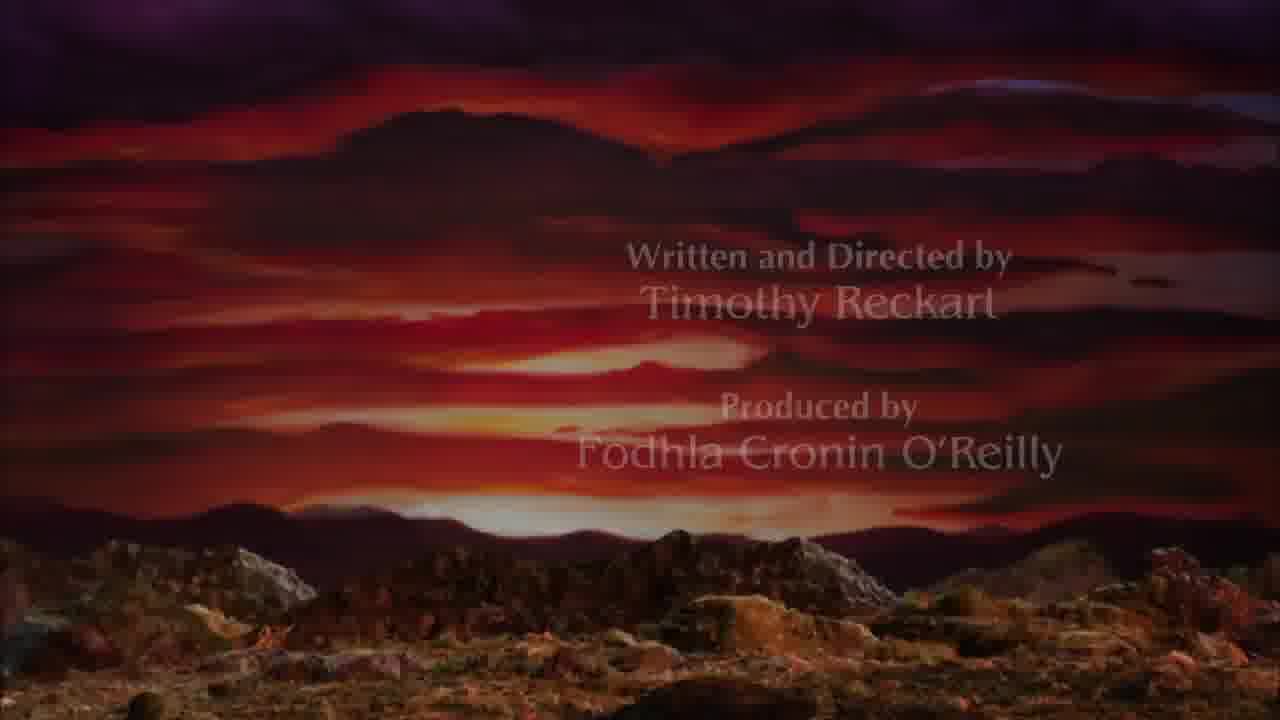 Written and Directed by
Timothy Reckart
Produced by
Fodhla Cronin O'Reilly